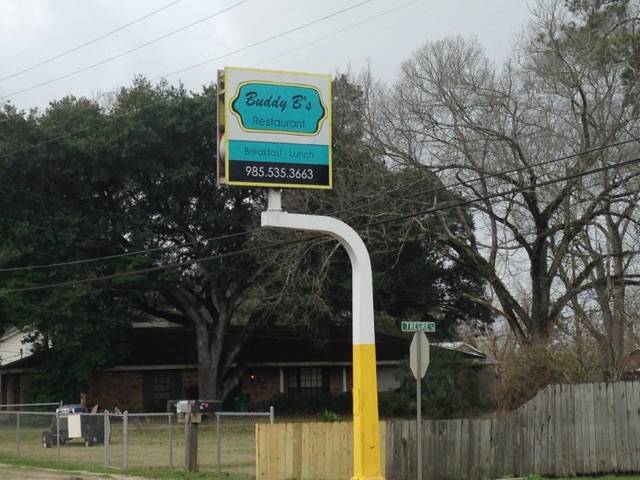 Buddy B's
Restaurant
Breakfast - Lunch
985.535.3663